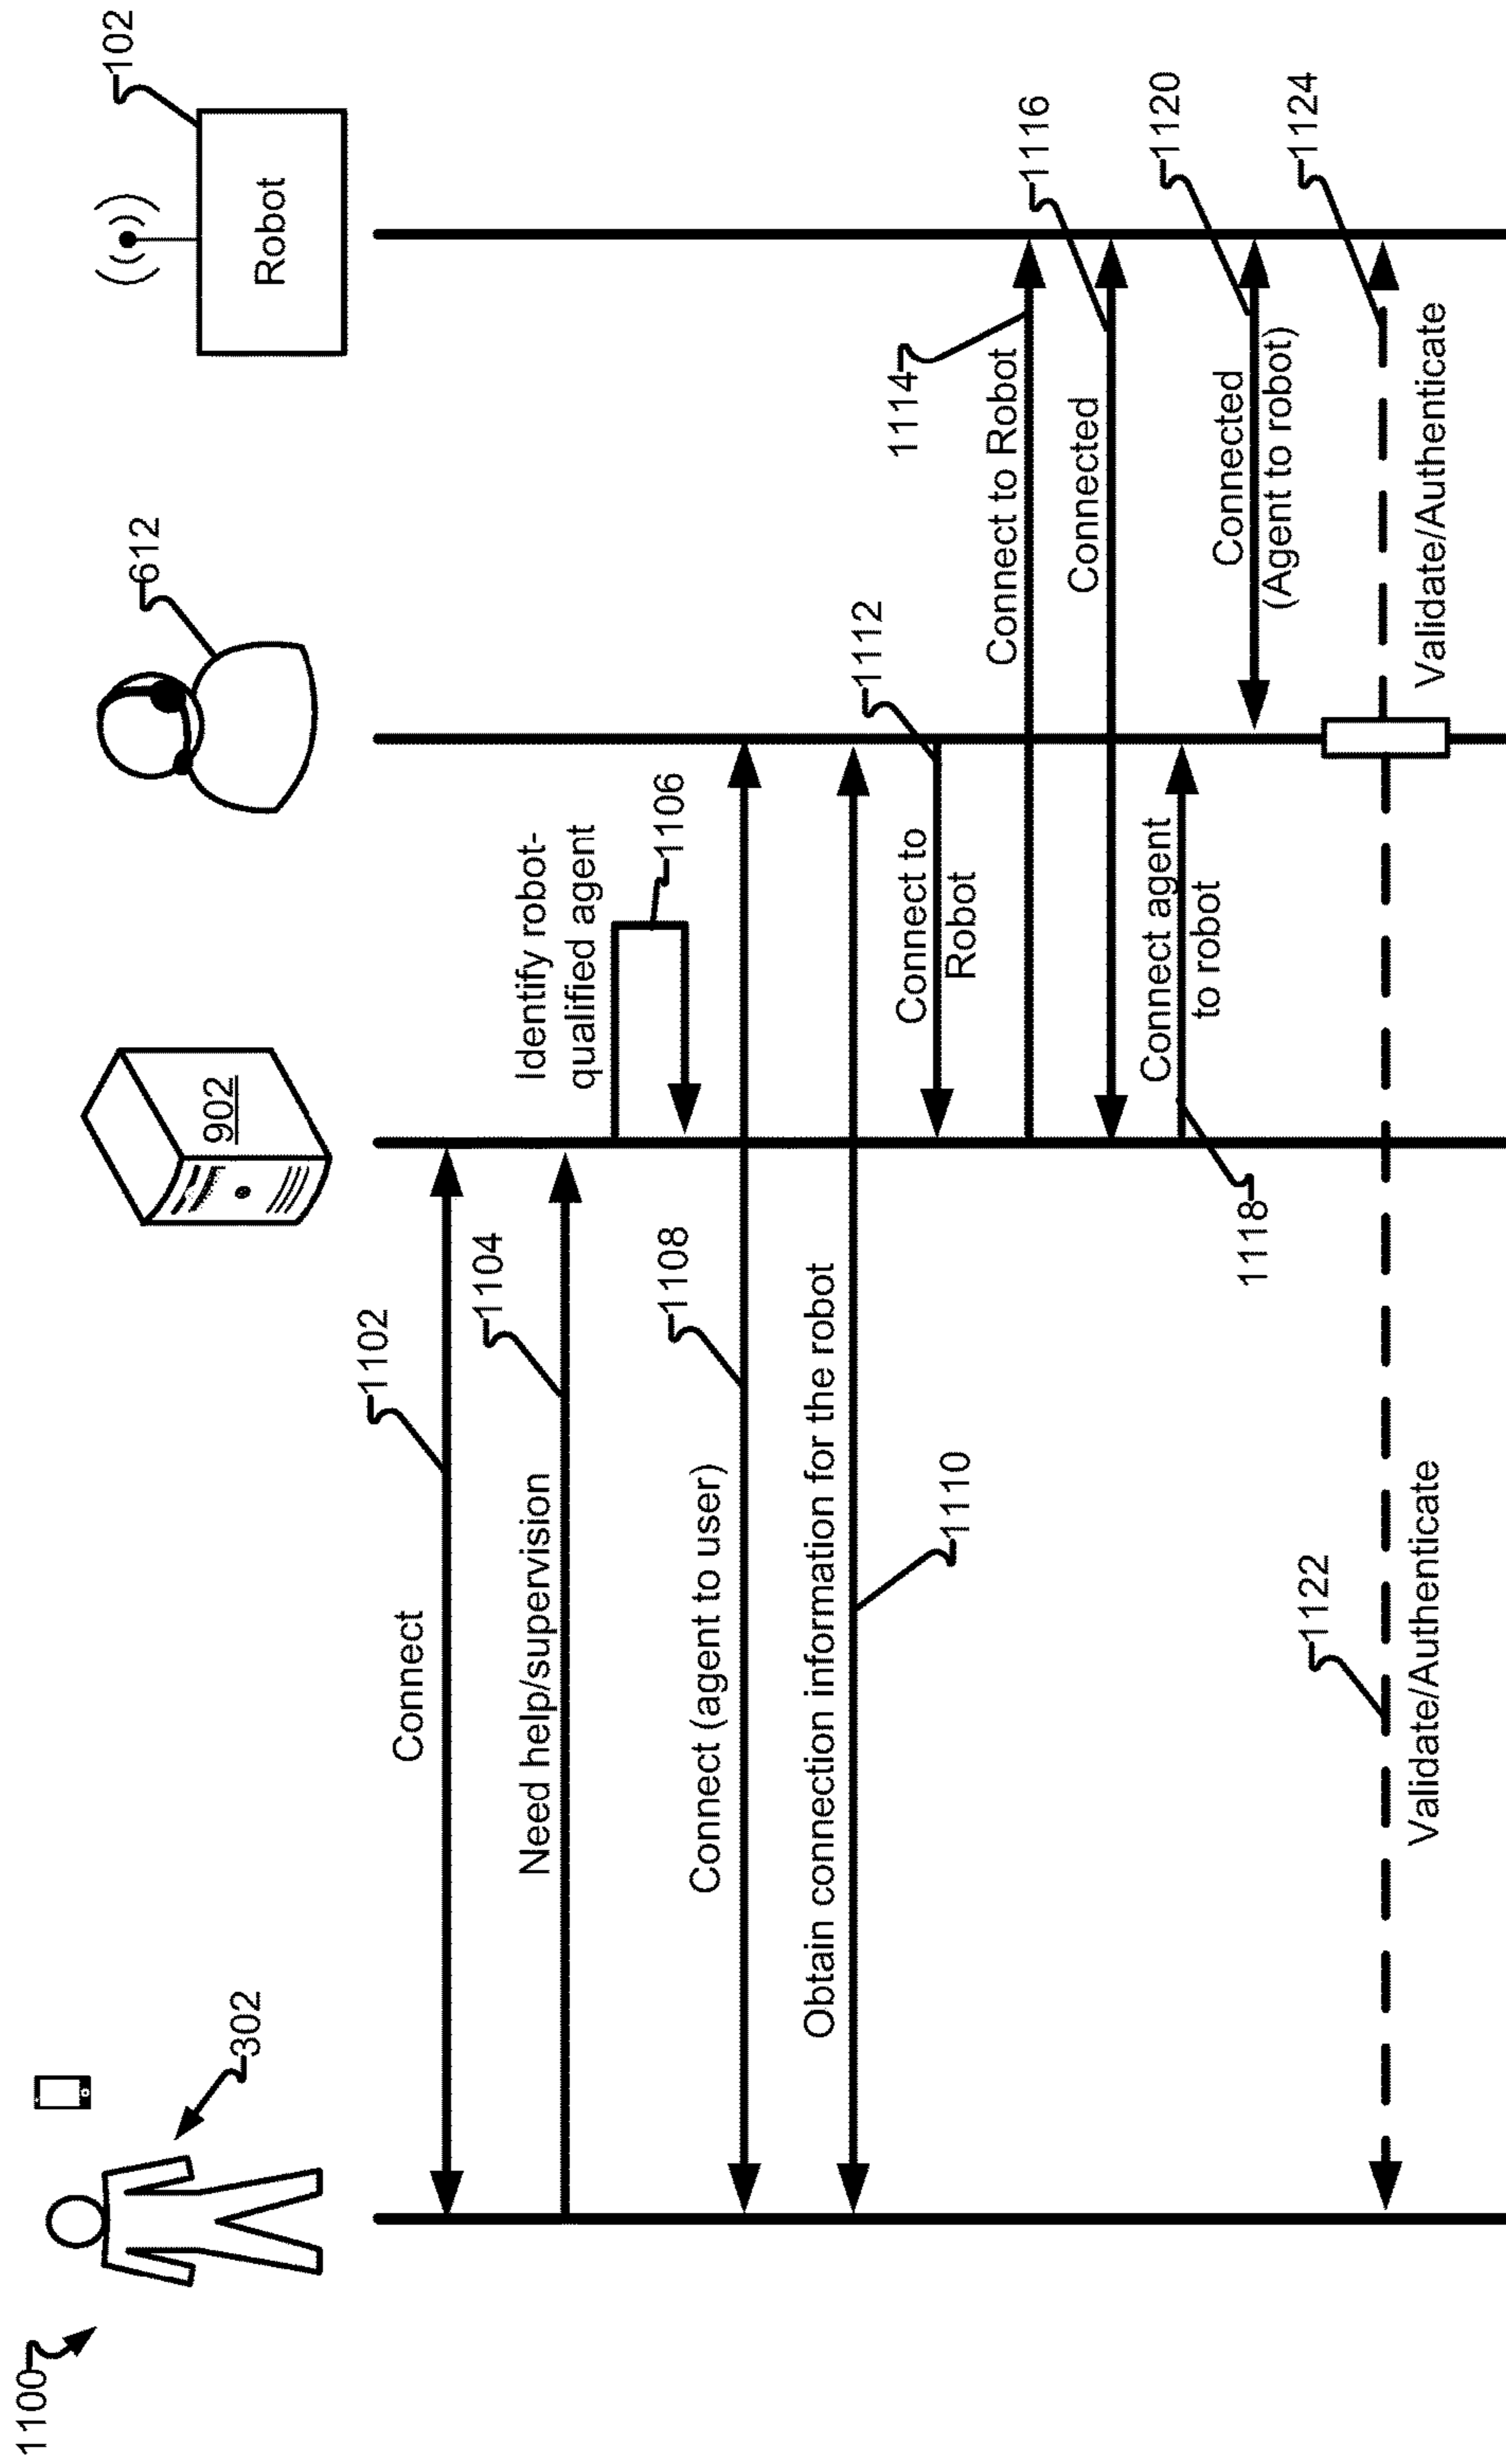 1100
302
902
612
102
Robot
1102
Connect
1104
Need help/supervision
Identify robot-
qualified agent
1106
1108
Connect (agent to user)
Obtain connection information for the robot
1110
1112
Connect to
Robot
1114
Connect to Robot
1116
Connected
Connect agent
to robot
1118
1120
Connected
(Agent to robot)
1122
Validate/Authenticate
1124
Validate/Authenticate